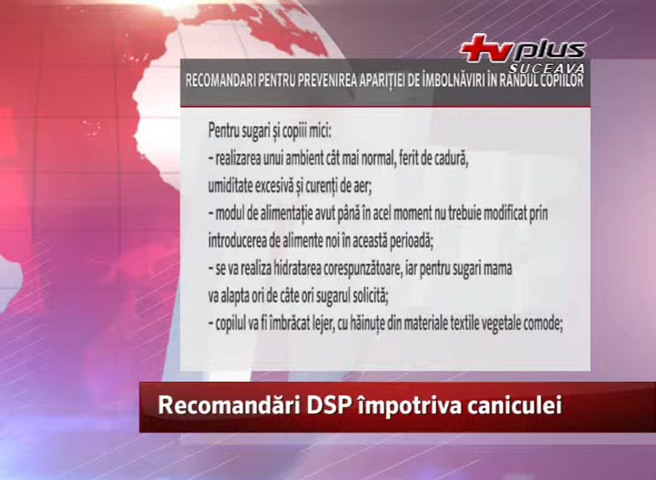 tvplus
SUCEAVA
RECOMANDARI PENTRU PREVENIREA APARIȚIEI DE ÎMBOLNĂVIRI ÎN RÂNDUL COPIILOR
Pentru sugari și copiii mici:
- realizarea unui ambient cât mai normal, ferit de cadură,
umiditate excesivă și curenți de aer;
- modul de alimentație avut până în acel moment nu trebuie modificat prin
introducerea de alimente noi în această perioadă;
- se va realiza hidratarea corespunzătoare, iar pentru sugari mama
va alapta ori de câte ori sugarul solicită;
- copilul va fi îmbrăcat lejer, cu hăinuțe din materiale textile vegetale comode;
Recomandări DSP împotriva caniculei